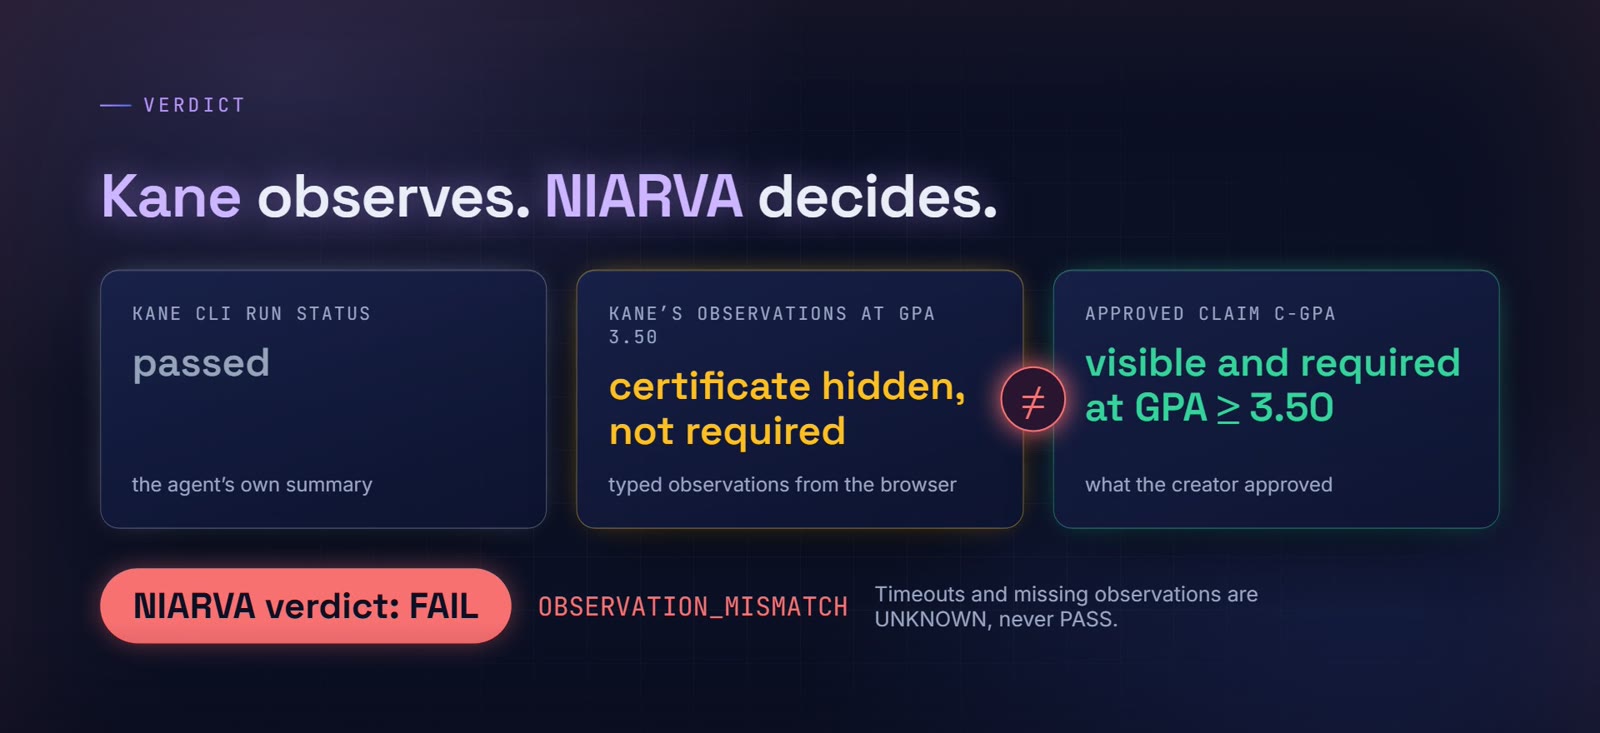 VERDICT
Kane observes. NIARVA decides.
KANE CLI RUN STATUS
passed
the agent’s own summary
KANE’S OBSERVATIONS AT GPA
3.50
certificate hidden,
not required
typed observations from the browser
≠
APPROVED CLAIM C-GPA
visible and required
at GPA ≥ 3.50
what the creator approved
NIARVA verdict: FAIL
OBSERVATION_MISMATCH
Timeouts and missing observations are
UNKNOWN, never PASS.